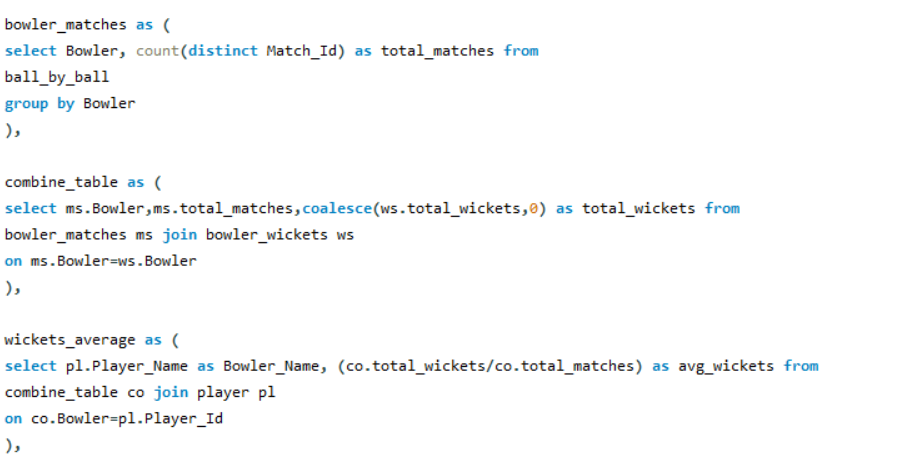 bowler_matches as (
select Bowler, count(distinct Match_Id) as total_matches from
ball_by_ball
group by Bowler
),
combine_table as (
select ms.Bowler,ms.total_matches,coalesce(ws.total_wickets,0) as total_wickets from
bowler_matches ms join bowler_wickets ws
on ms.Bowler=ws.Bowler
),
wickets_average as (
select pl.Player_Name as Bowler_Name, (co.total_wickets/co.total_matches) as avg_wickets from
combine_table co join player pl
on co.Bowler=pl.Player_Id
),